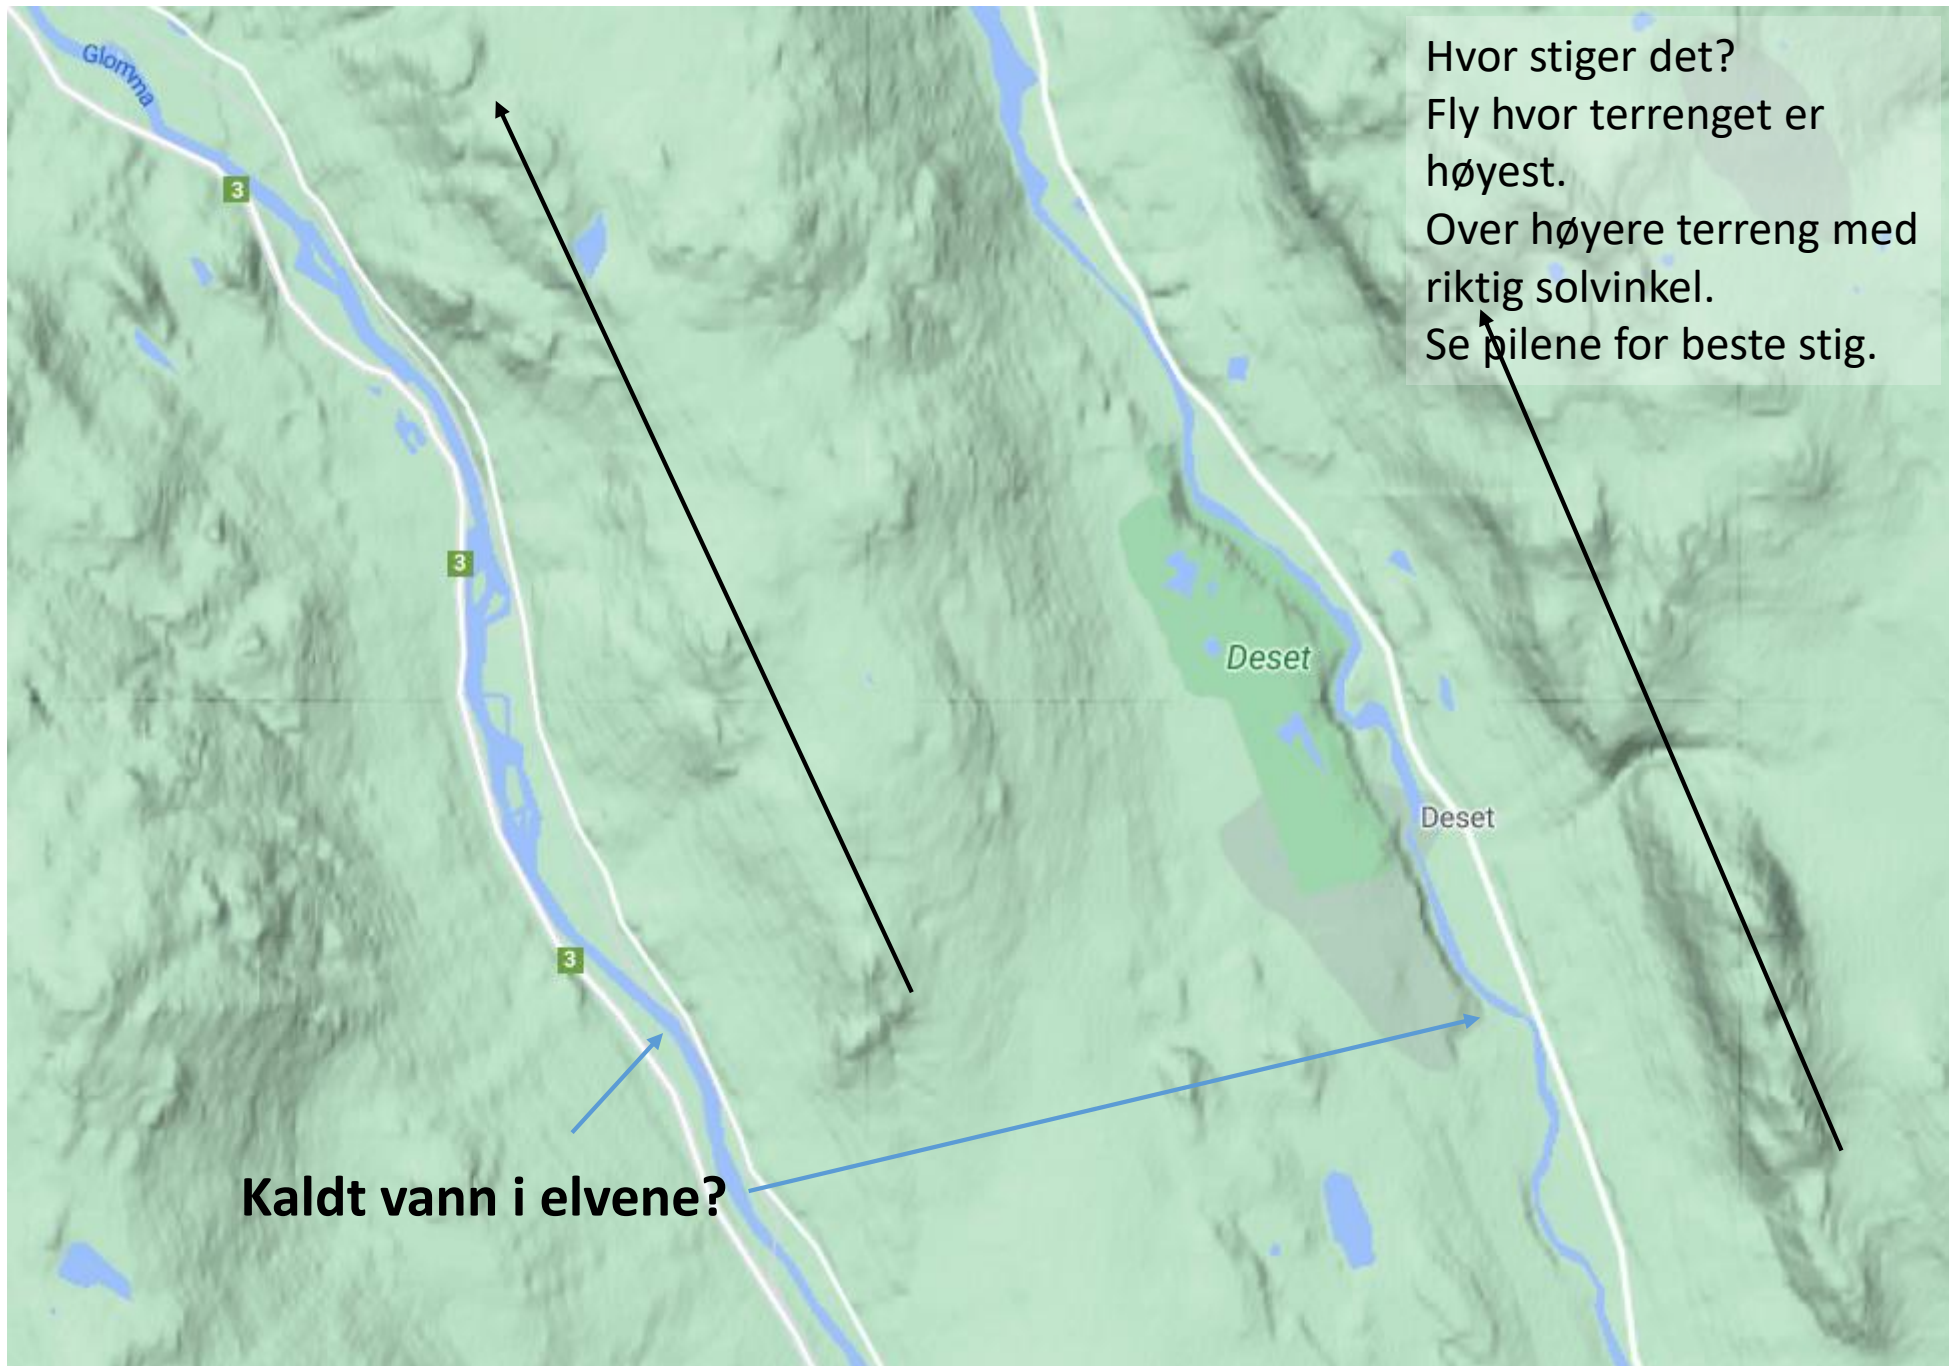 Glomma
Hvor stiger det?
Fly hvor terrenget er
høyest.
Over høyere terreng med
riktig solvinkel.
Se pilene for beste stig.
3
3
Deset
Deset
3
Kaldt vann i elvene?